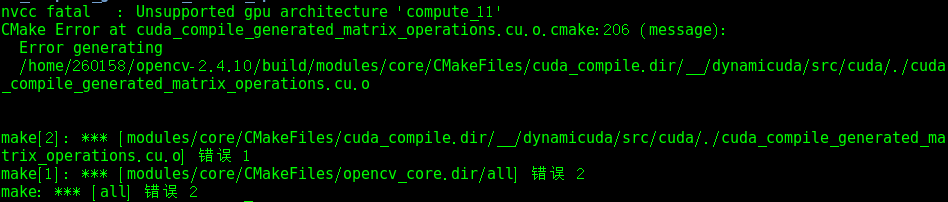 nvcc fatal   : Unsupported gpu architecture 'compute_11'
CMake Error at cuda_compile_generated_matrix_operations.cu.o.cmake:206 (message):
  Error generating
  /home/260158/opencv-2.4.10/build/modules/core/CMakeFiles/cuda_compile.dir/__/dynamicuda/src/cuda/./cuda
_compile_generated_matrix_operations.cu.o
make[2]: *** [modules/core/CMakeFiles/cuda_compile.dir/__/dynamicuda/src/cuda/./cuda_compile_generated_ma
trix_operations.cu.o] 错误 1
make[1]: *** [modules/core/CMakeFiles/opencv_core.dir/all] 错误 2
make: *** [all] 错误 2